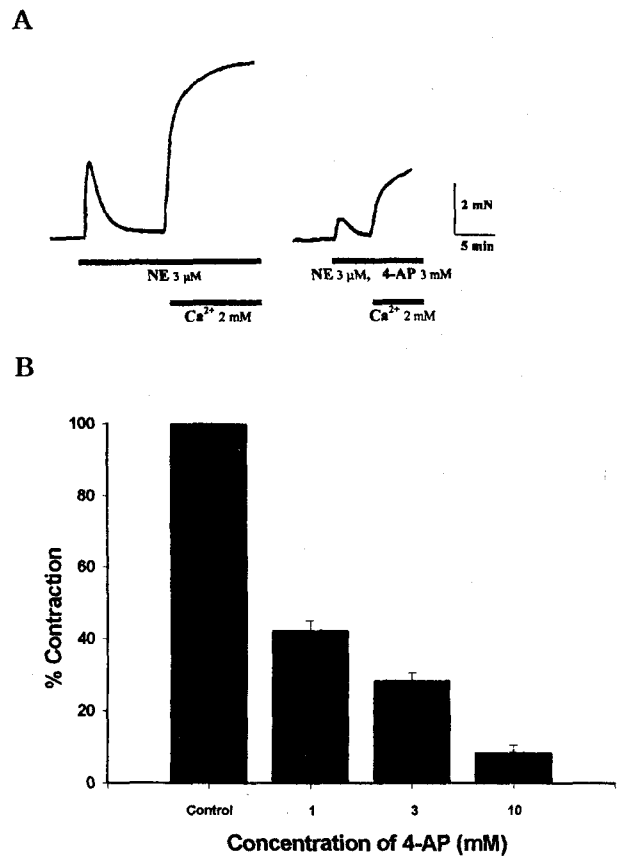 A
2 mN
5 min
NE 3 µM
NE 3 µM, 4-AP 3 mM
Ca²⁺ 2 mM
Ca²⁺ 2 mM
B
100
80
60
40
20
0
% Contraction
Control
1
3
10
Concentration of 4-AP (mM)